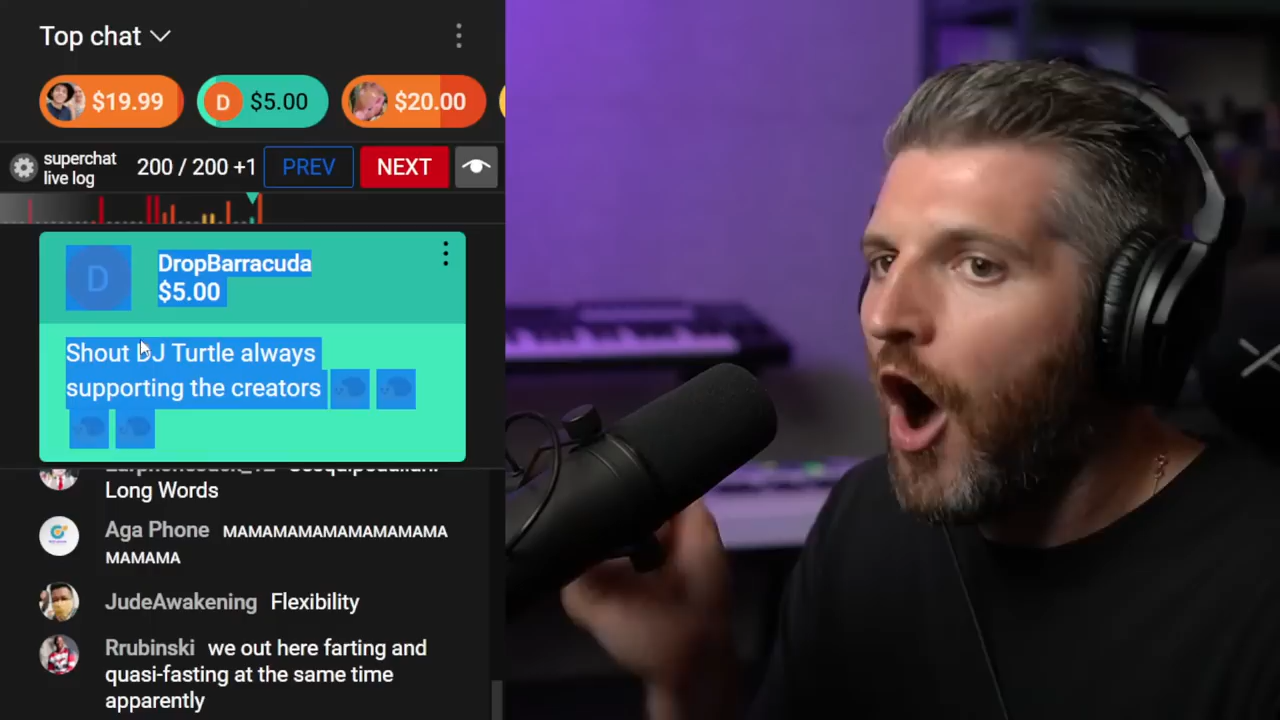 Top chat
$19.99
D $5.00
$20.00
superchat
live log
200 / 200 +1
PREV
NEXT
D
DropBarracuda
$5.00
Shout DJ Turtle always
supporting the creators
Long Words
Aga Phone MAMAMAMAMAMAMAMAMA
MAMAMA
JudeAwakening Flexibility
Rrubinski we out here farting and
quasi-fasting at the same time
apparently